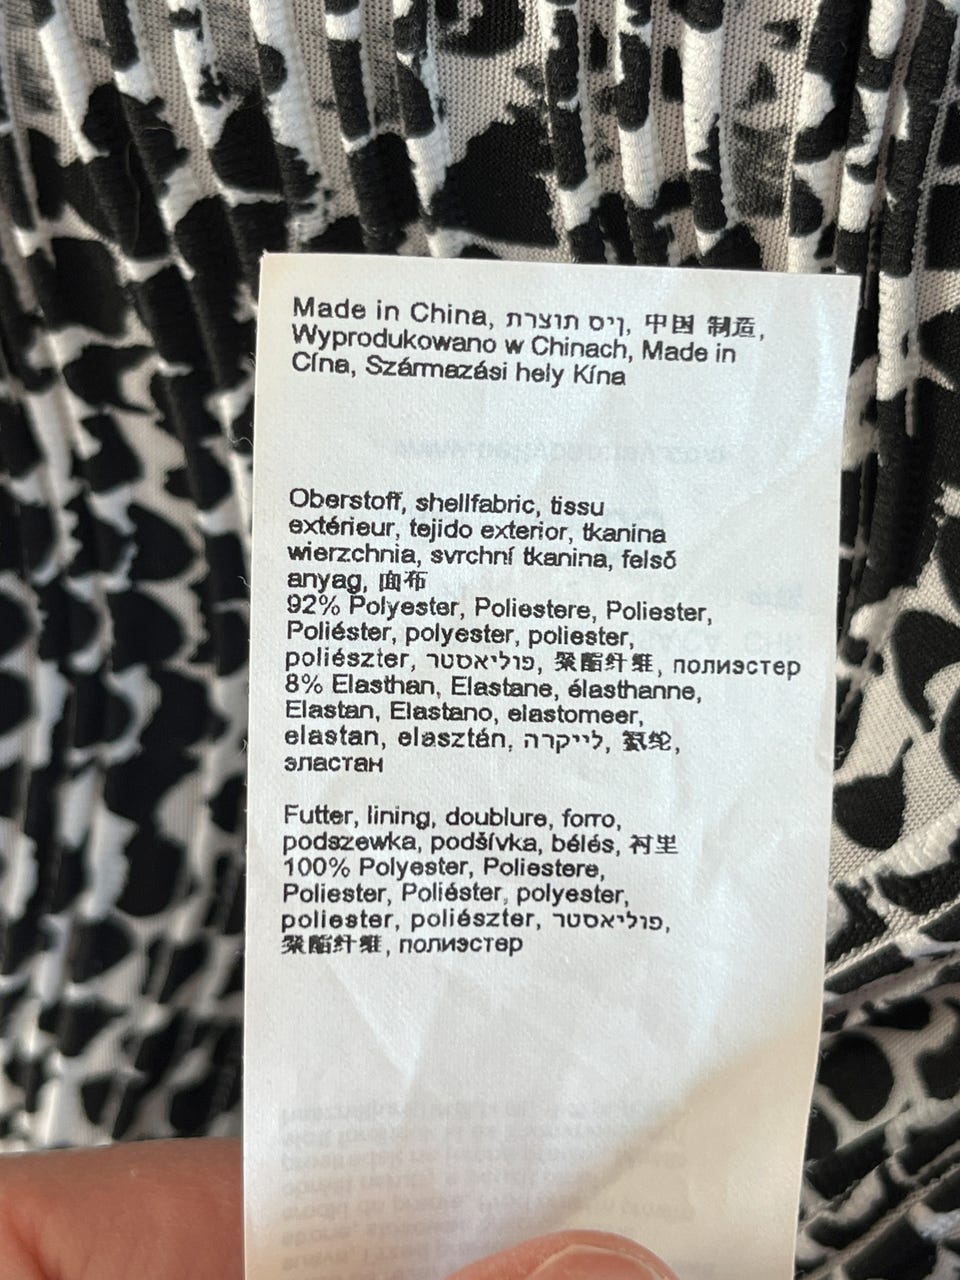 Made in China, תוצרת סין, 中国 制造,
Wyprodukowano w Chinach, Made in
Cína, Származási hely Kína
Oberstoff, shellfabric, tissu
extérieur, tejido exterior, tkanina
wierzchnia, svrchní tkanina, felső
anyag, 面布
92% Polyester, Poliestere, Poliester,
Poliéster, polyester, poliester,
poliészter, פוליאסטר, 聚酯纤维, полиэстер
8% Elasthan, Elastane, élasthanne,
Elastan, Elastano, elastomeer,
elastan, elasztán, לייקרה, 氨纶,
эластан
Futter, lining, doublure, forro,
podszewka, podšívka, bélés, 衬里
100% Polyester, Poliestere,
Poliester, Poliéster, polyester,
poliester, poliészter, פוליאסטר,
聚酯纤维, полиэстер